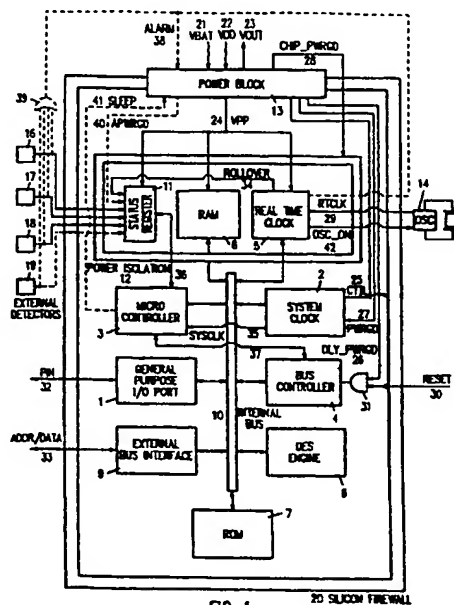 21 22 23
ALARM VBAT VDD VOUT CHIP_PWRGD
38 28
POWER BLOCK
13
41 SLEEP
40 APWRGD
24 VPP
39
16
17
18
19
EXTERNAL DETECTORS
ROLLOVER
34
11
STATUS REGISTER
RAM
6
REAL TIME CLOCK
5
RTCLK
29
OSC_ON
42
14
OSC
POWER ISOLATION
36
12
MICRO CONTROLLER
3
2
SYSTEM CLOCK
25
CTRL
27
PWRGD
35
SYSCLK
37
DLY_PWRGD
26
PIN
32
GENERAL PURPOSE I/O PORT
1
10
INTERNAL BUS
BUS CONTROLLER
4
31
RESET
30
ADDR/DATA
33
EXTERNAL BUS INTERFACE
9
DES ENGINE
8
ROM
7
20 SILICON FIREWALL